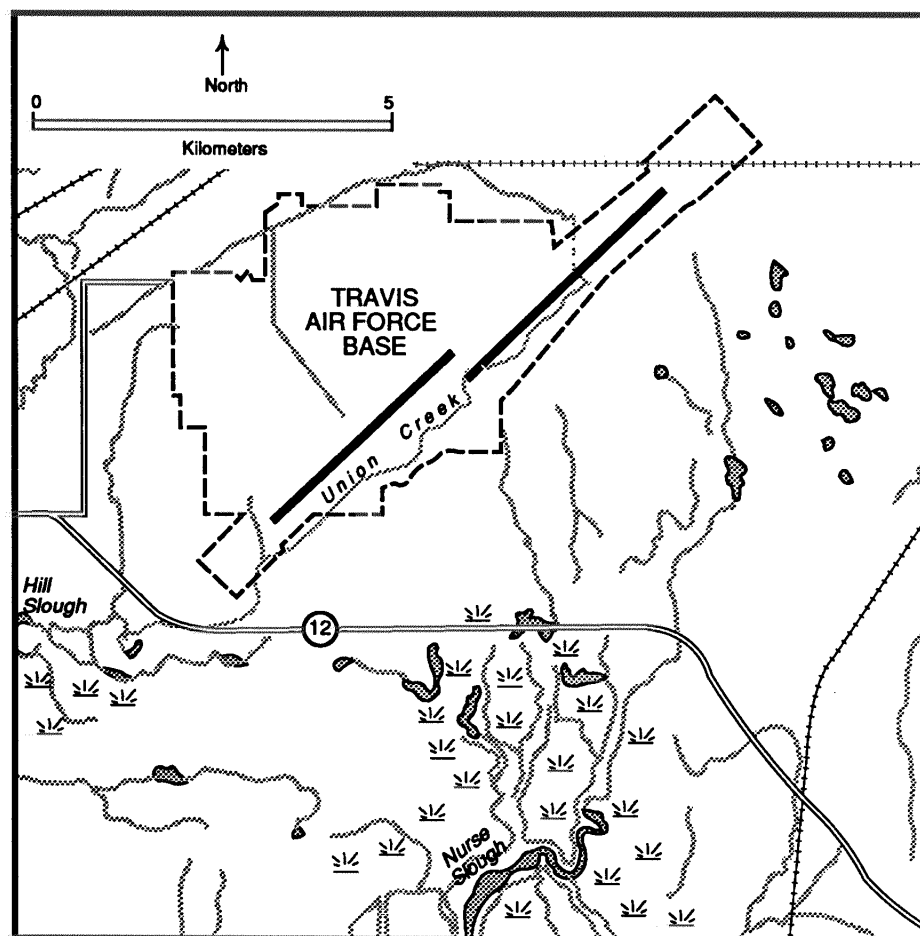 North
0 5
Kilometers
TRAVIS
AIR FORCE
BASE
Union Creek
Hill
Slough
12
Nurse
Slough